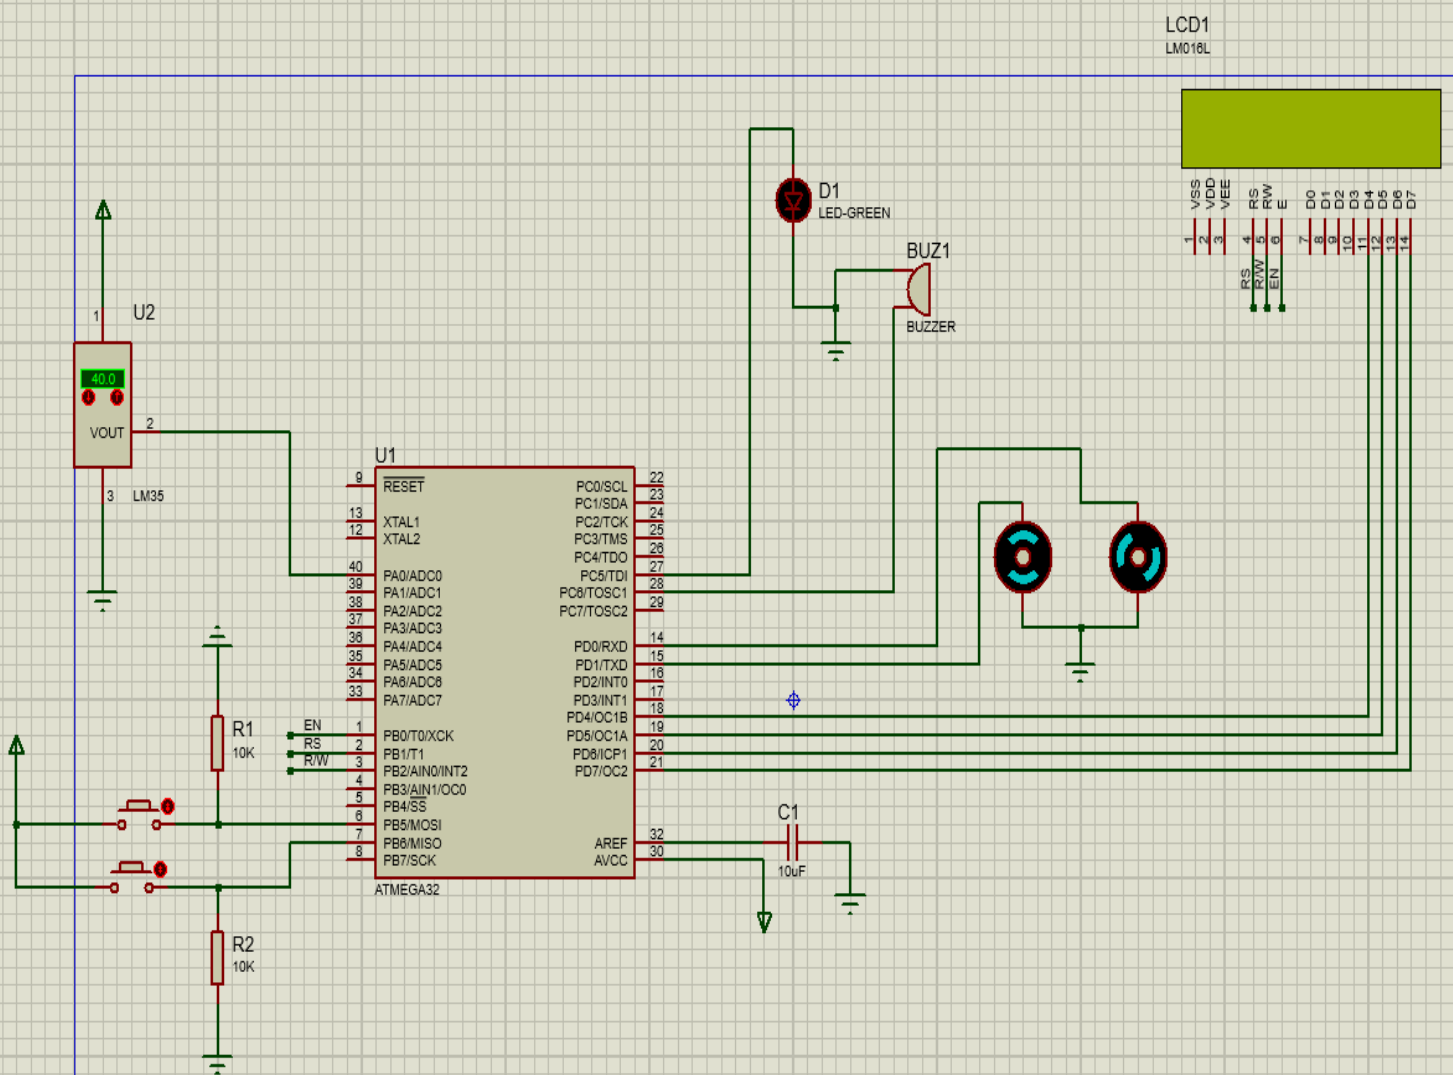 LCD1
LM016L
VSS
VDD
VEE
RS
RW
E
D0
D1
D2
D3
D4
D5
D6
D7
1
2
3
4
5
6
7
8
9
10
11
12
13
14
RS
R/W
EN
D1
LED-GREEN
BUZ1
BUZZER
1
U2
40.0
VOUT
2
3
LM35
U1
9
RESET
13
XTAL1
12
XTAL2
40
PA0/ADC0
39
PA1/ADC1
38
PA2/ADC2
37
PA3/ADC3
36
PA4/ADC4
35
PA5/ADC5
34
PA6/ADC6
33
PA7/ADC7
EN
1
PB0/T0/XCK
RS
2
PB1/T1
R/W
3
PB2/AIN0/INT2
4
PB3/AIN1/OC0
5
PB4/SS
6
PB5/MOSI
7
PB6/MISO
8
PB7/SCK
PC0/SCL
22
PC1/SDA
23
PC2/TCK
24
PC3/TMS
25
PC4/TDO
26
PC5/TDI
27
PC6/TOSC1
28
PC7/TOSC2
29
PD0/RXD
14
PD1/TXD
15
PD2/INT0
16
PD3/INT1
17
PD4/OC1B
18
PD5/OC1A
19
PD6/ICP1
20
PD7/OC2
21
AREF
32
AVCC
30
ATMEGA32
R1
10K
R2
10K
C1
10uF